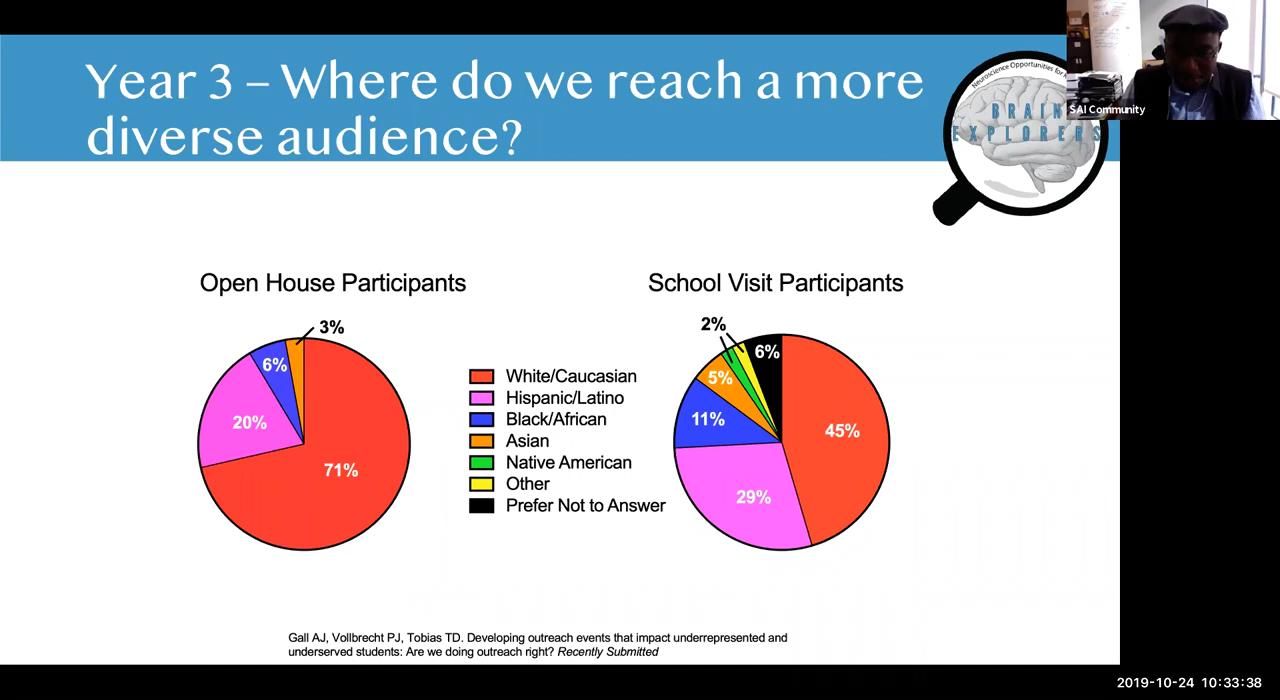 Year 3 – Where do we reach a more
diverse audience?
Neuroscience Opportunities for
BRAIN
EXPLORERS
SAI Community
Open House Participants
3%
6%
20%
71%
White/Caucasian
Hispanic/Latino
Black/African
Asian
Native American
Other
Prefer Not to Answer
School Visit Participants
2%
6%
5%
11%
45%
29%
Gall AJ, Vollbrecht PJ, Tobias TD. Developing outreach events that impact underrepresented and
underserved students: Are we doing outreach right? Recently Submitted
2019-10-24 10:33:38